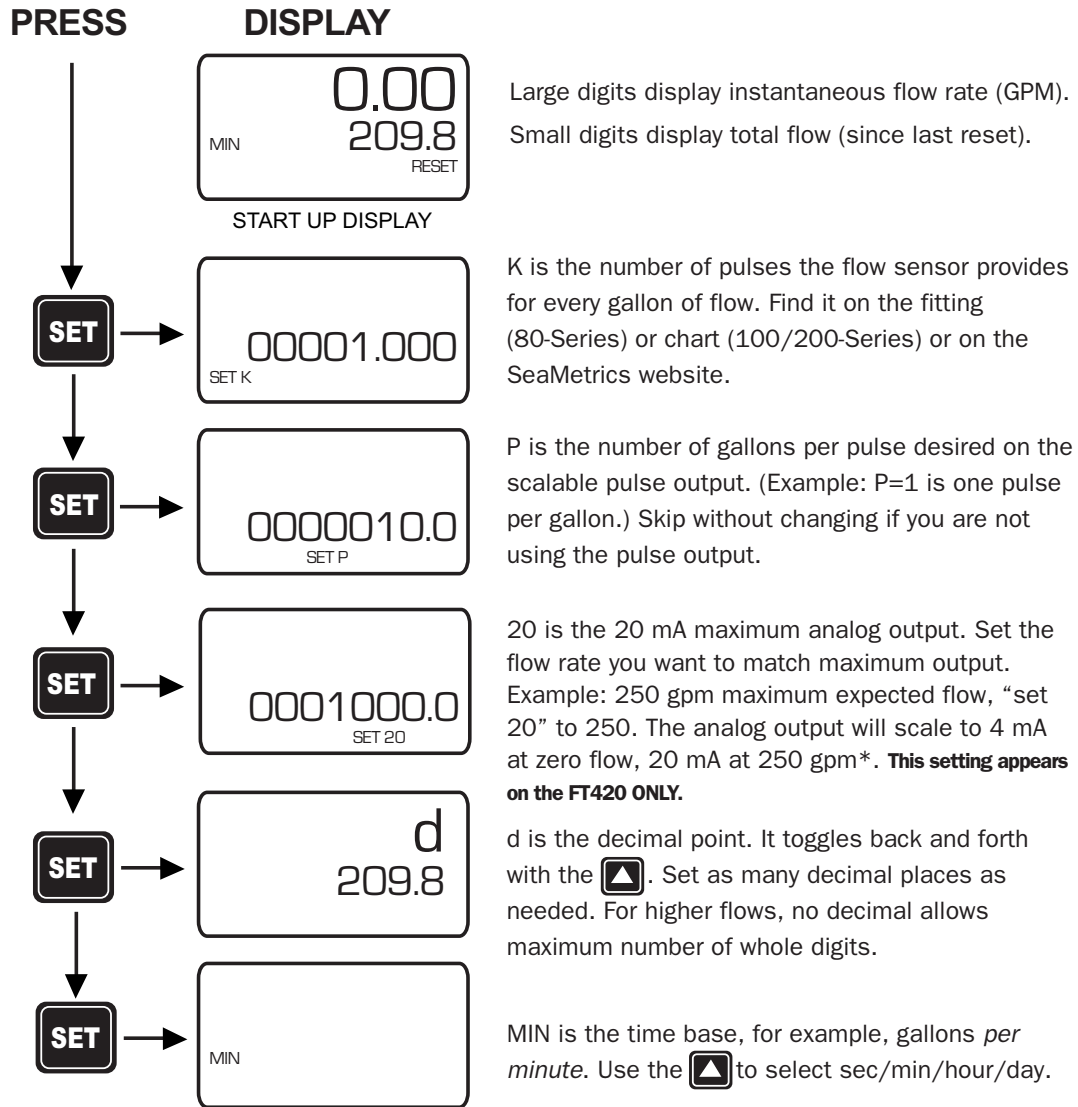 PRESS DISPLAY
0.00
MIN 209.8
RESET
START UP DISPLAY
Large digits display instantaneous flow rate (GPM).
Small digits display total flow (since last reset).
SET
00001.000
SET K
K is the number of pulses the flow sensor provides
for every gallon of flow. Find it on the fitting
(80-Series) or chart (100/200-Series) or on the
SeaMetrics website.
SET
0000010.0
SET P
P is the number of gallons per pulse desired on the
scalable pulse output. (Example: P=1 is one pulse
per gallon.) Skip without changing if you are not
using the pulse output.
SET
0001000.0
SET 20
20 is the 20 mA maximum analog output. Set the
flow rate you want to match maximum output.
Example: 250 gpm maximum expected flow, “set
20” to 250. The analog output will scale to 4 mA
at zero flow, 20 mA at 250 gpm*. This setting appears
on the FT420 ONLY.
SET
d
209.8
d is the decimal point. It toggles back and forth
with the . Set as many decimal places as
needed. For higher flows, no decimal allows
maximum number of whole digits.
SET
MIN
MIN is the time base, for example, gallons per
minute. Use the to select sec/min/hour/day.